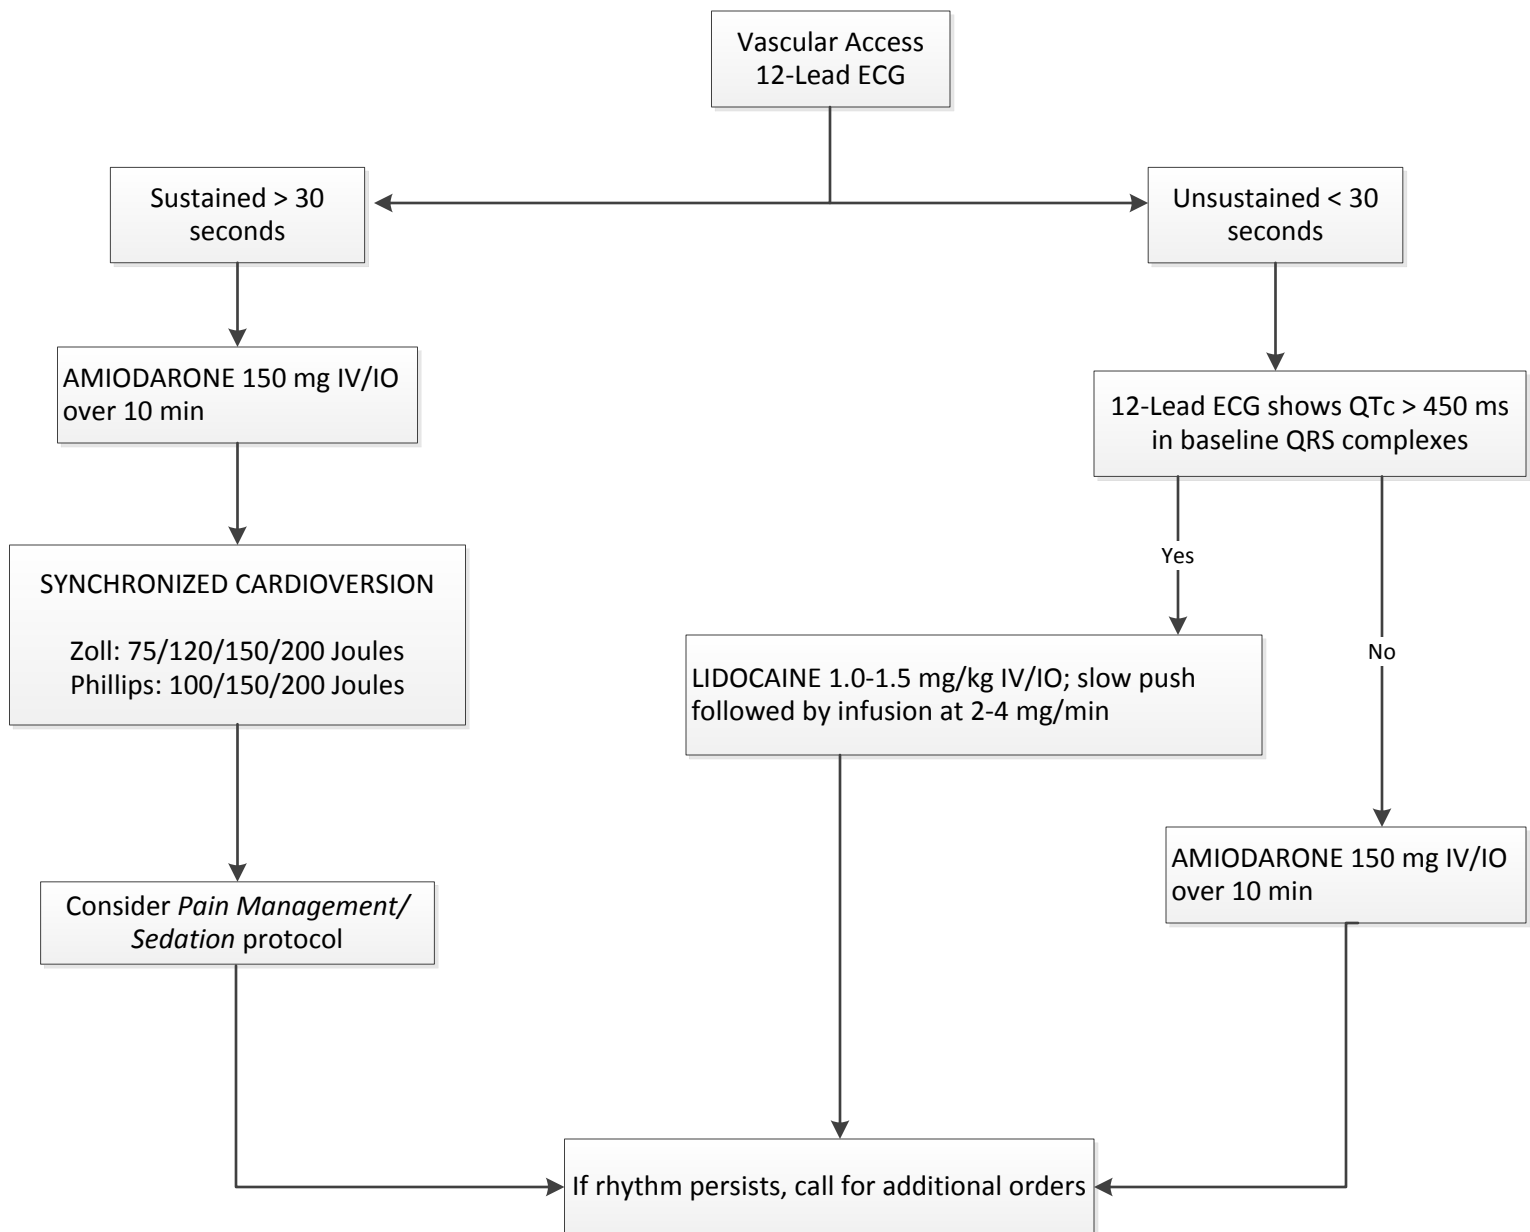 Vascular Access
12-Lead ECG
Sustained > 30
seconds
Unsustained < 30
seconds
AMIODARONE 150 mg IV/IO
over 10 min
12-Lead ECG shows QTc > 450 ms
in baseline QRS complexes
SYNCHRONIZED CARDIOVERSION
Zoll: 75/120/150/200 Joules
Phillips: 100/150/200 Joules
Yes
No
LIDOCAINE 1.0-1.5 mg/kg IV/IO; slow push
followed by infusion at 2-4 mg/min
AMIODARONE 150 mg IV/IO
over 10 min
Consider Pain Management/
Sedation protocol
If rhythm persists, call for additional orders